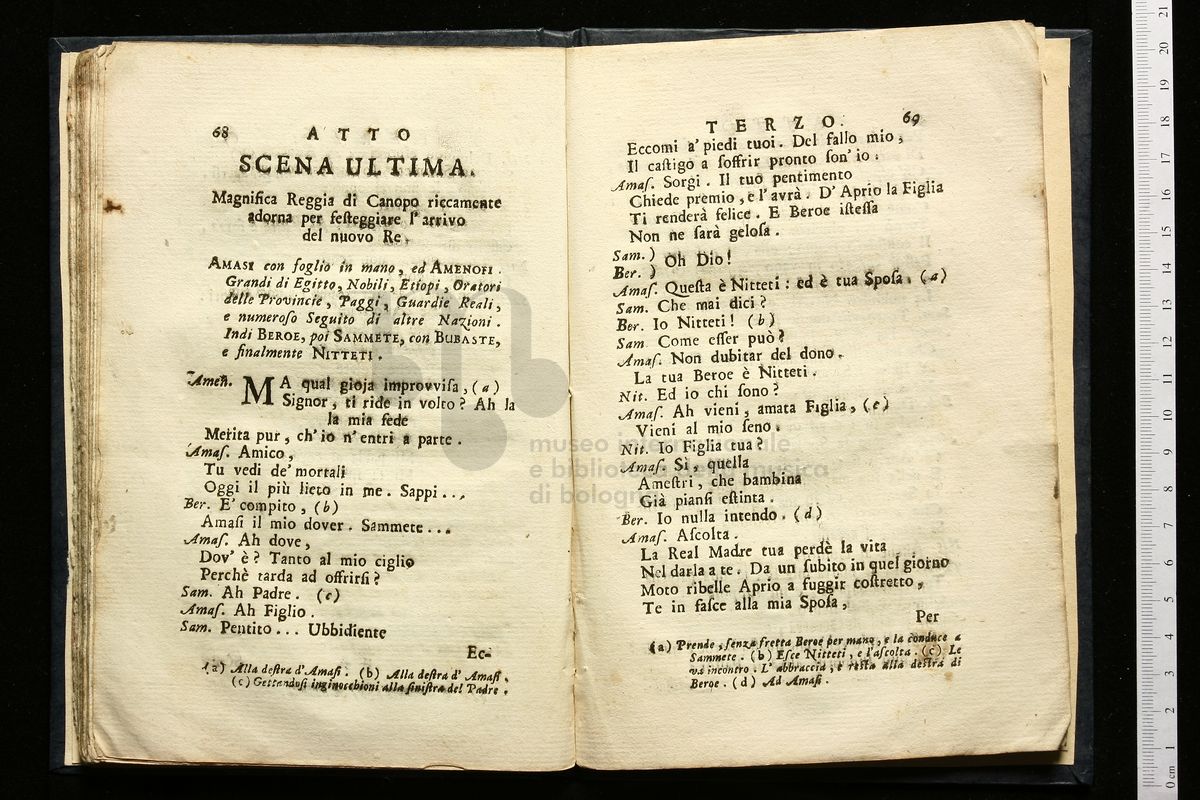 68 ATTO
SCENA ULTIMA.
Magnifica Reggia di Canopo riccamente
adorna per feſteggiare l'arrivo
del nuovo Re.
AMASI con foglio in mano, ed AMENOFI.
Grandi di Egitto, Nobili, Etiopi, Oratori
delle Provincie, Paggi, Guardie Reali,
e numeroſo Seguito di altre Nazioni.
Indi BEROE, poi SAMMETE, con BUBASTE,
e finalmente NITTETI.
Amen. MA qual gioja improvviſa, (a)
Signor, ti ride in volto? Ah la
la mia fede
Merita pur, ch'io n'entri a parte.
Amaſ. Amico,
Tu vedi de' mortali
Oggi il più lieto in me. Sappi...
Ber. E' compito, (b)
Amaſi il mio dover. Sammete...
Amaſ. Ah dove,
Dov' è? Tanto al mio ciglio
Perchè tarda ad offrirſi?
Sam. Ah Padre. (c)
Amaſ. Ah Figlio.
Sam. Pentito... Ubbidiente
Ec-
(a) Alla deſtra d'Amaſi. (b) Alla deſtra d'Amaſi.
(c) Gettandoſi inginocchioni alla ſiniſtra del Padre.
TERZO. 69
Eccomi a' piedi tuoi. Del fallo mio,
Il caſtigo a ſoffrir pronto ſon' io.
Amaſ. Sorgi. Il tuo pentimento
Chiede premio, e l'avrà. D'Aprio la Figlia
Ti renderà felice. E Beroe iſteſſa
Non ne ſarà geloſa.
Sam. )
Oh Dio!
Ber. )
Amaſ. Queſta è Nitteti: ed è tua Spoſa. (a)
Sam. Che mai dici?
Ber. Io Nitteti! (b)
Sam Come eſſer può?
Amaſ. Non dubitar del dono.
La tua Beroe è Nitteti.
Nit. Ed io chi ſono?
Amaſ. Ah vieni, amata Figlia, (c)
Vieni al mio ſeno.
Nit. Io Figlia tua?
Amaſ. Sì, quella
Ameſtri, che bambina
Già pianſi eſtinta.
Ber. Io nulla intendo. (d)
Amaſ. Aſcolta.
La Real Madre tua perdè la vita
Nel darla a te. Da un ſubito in quel giorno
Moto ribelle Aprio a fuggir coſtretto,
Te in faſce alla mia Spoſa,
Per
(a) Prende, ſenza fretta Beroe per mano, e la conduce a
Sammete. (b) Eſce Nitteti, e l'aſcolta. (c) Le
va incontro. L'abbraccia, e reſta alla deſtra di
Beroe. (d) Ad Amaſi.
museo internazionale
e biblioteca della musica
di bologna